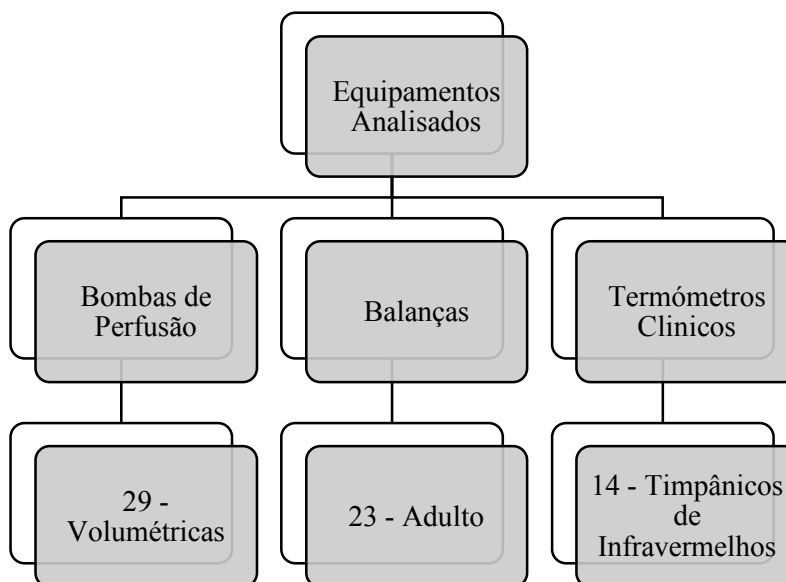 Equipamentos
Analisados
Bombas de
Perfusão
Balanças
Termómetros
Clinicos
29 -
Volumétricas
23 - Adulto
14 - Timpânicos
de
Infravermelhos